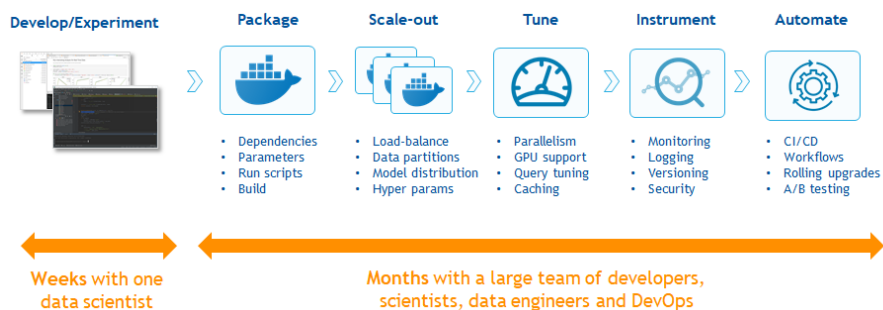 Develop/Experiment
Package
Scale-out
Tune
Instrument
Automate
• Dependencies
• Parameters
• Run scripts
• Build
• Load-balance
• Data partitions
• Model distribution
• Hyper params
• Parallelism
• GPU support
• Query tuning
• Caching
• Monitoring
• Logging
• Versioning
• Security
• CI/CD
• Workflows
• Rolling upgrades
• A/B testing
Weeks with one
data scientist
Months with a large team of developers,
scientists, data engineers and DevOps